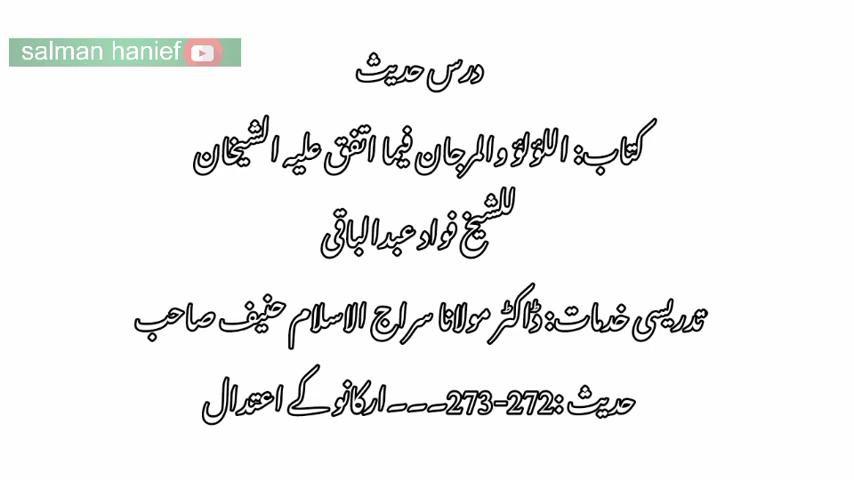 salman hanief
درس حدیث
کتاب: اللؤلؤ والمرجان فیما اتفق علیہ الشیخان
للشیخ فواد عبدالباقی
تدریسی خدمات: ڈاکٹر مولانا سراج الاسلام حنیف صاحب
حدیث :272-273۔۔۔ارکانو کے اعتدال